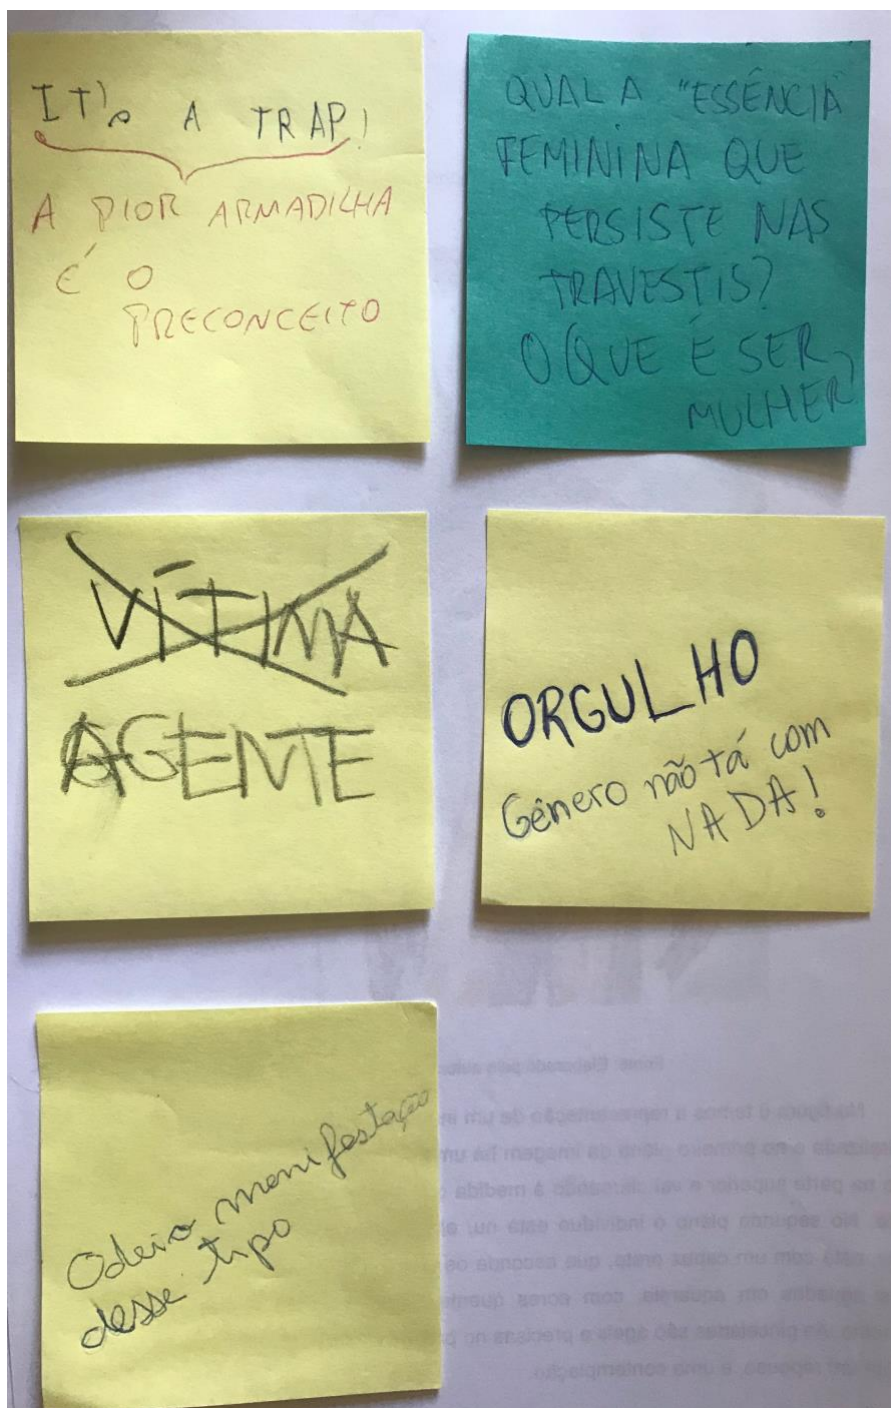 IT's A TRAP!
A PIOR ARMADILHA
É O
PRECONCEITO
QUAL A "ESSÊNCIA
FEMININA QUE
PERSISTE NAS
TRAVESTIS?
O QUE É SER
MULHER?
VÍTIMA
AGENTE
ORGULHO
Gênero não tá com
NADA!
Odeio manifestação
desse tipo